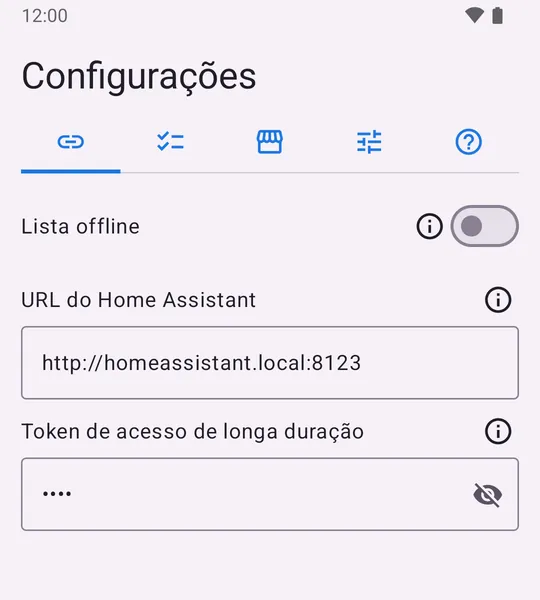 12:00
Configurações
Lista offline
URL do Home Assistant
http://homeassistant.local:8123
Token de acesso de longa duração
••••